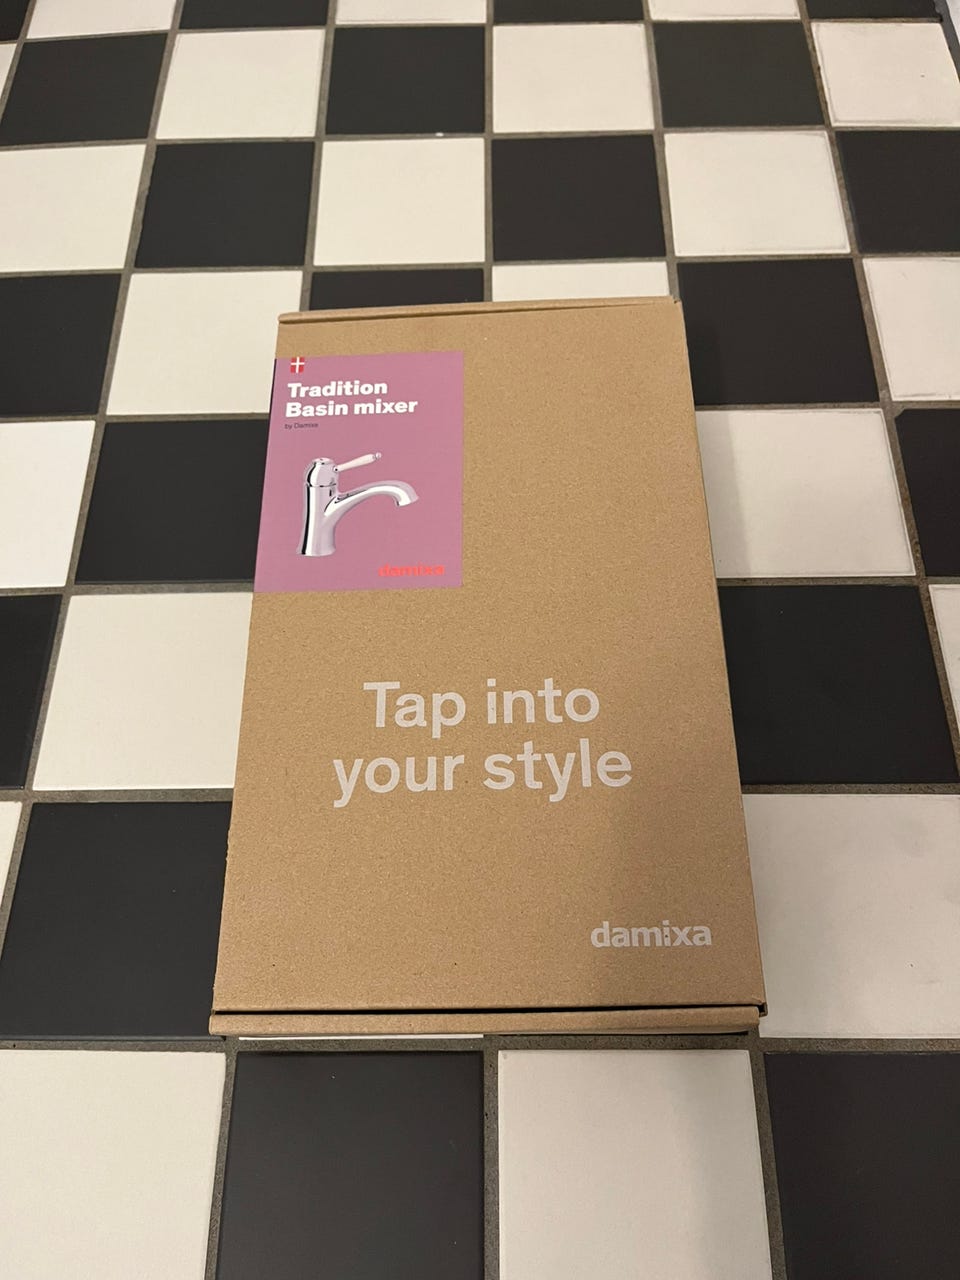 Tradition
Basin mixer
by Damixa
damixa
Tap into
your style
damixa